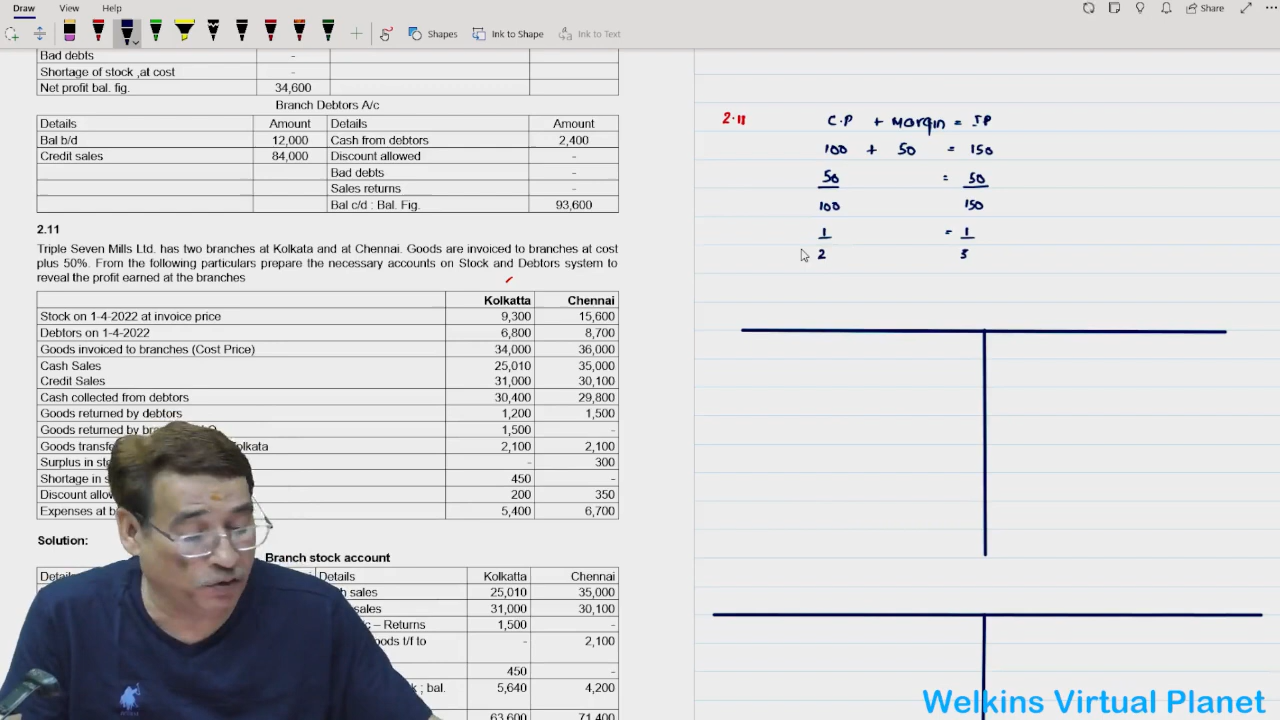 Draw View Help
Share
Shapes Ink to Shape Ink to Text
Bad debts -
Shortage of stock ,at cost -
Net profit bal. fig. 34,600
Branch Debtors A/c
Details Amount Details Amount
Bal b/d 12,000 Cash from debtors 2,400
Credit sales 84,000 Discount allowed -
Bad debts -
Sales returns -
Bal c/d : Bal. Fig. 93,600
2.11
Triple Seven Mills Ltd. has two branches at Kolkata and at Chennai. Goods are invoiced to branches at cost
plus 50%. From the following particulars prepare the necessary accounts on Stock and Debtors system to
reveal the profit earned at the branches
Kolkatta Chennai
Stock on 1-4-2022 at invoice price 9,300 15,600
Debtors on 1-4-2022 6,800 8,700
Goods invoiced to branches (Cost Price) 34,000 36,000
Cash Sales 25,010 35,000
Credit Sales 31,000 30,100
Cash collected from debtors 30,400 29,800
Goods returned by debtors 1,200 1,500
Goods returned by 1,500 -
Goods olkata 2,100 2,100
Surplus in - 300
Shortage in 450 -
Discount 200 350
Expenses at 5,400 6,700
Solution:
Branch stock account
Details Kolkatta Chennai
sales 25,010 35,000
sales 31,000 30,100
– Returns 1,500 -
t/f to - 2,100
450 -
; bal. 5,640 4,200
63,600 71,400
2.11 C.P + Margin = IP
100 + 50 = 150
50 = 50
100 150
1 = 1
2 3
Welkins Virtual Planet